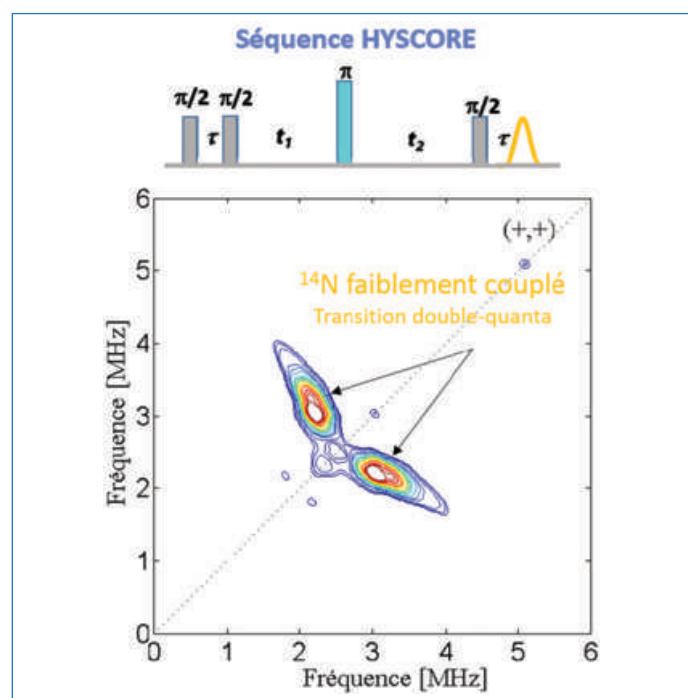 Séquence HYSCORE
π
π/2 π/2 π/2
τ t₁ t₂ τ
6
(+,+)
5
¹⁴N faiblement couplé
Transition double-quanta
4
3
2
1
0
0 1 2 3 4 5 6
Fréquence [MHz]
Fréquence [MHz]